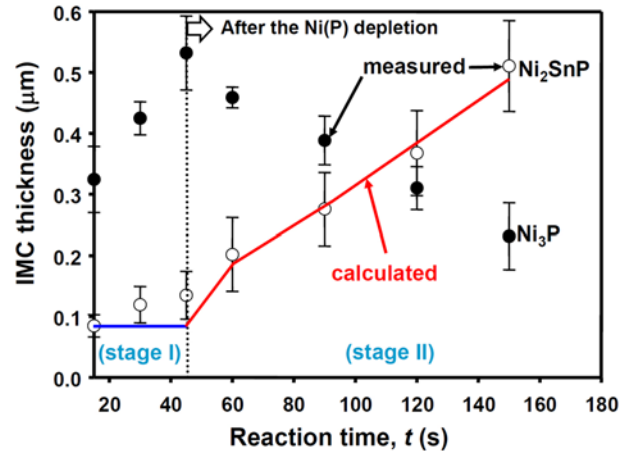 0.6
0.5
0.4
0.3
0.2
0.1
0.0
IMC thickness (μm)
After the Ni(P) depletion
measured
Ni₂SnP
calculated
Ni₃P
(stage I)
(stage II)
20 40 60 80 100 120 140 160 180
Reaction time, t (s)